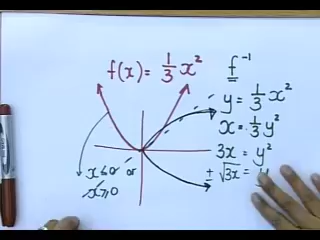 f(x) = 1/3 x²
f⁻¹
y = 1/3 x²
x = 1/3 y²
3x = y²
± √3x = y
x ≤ 0 or
x ≥ 0